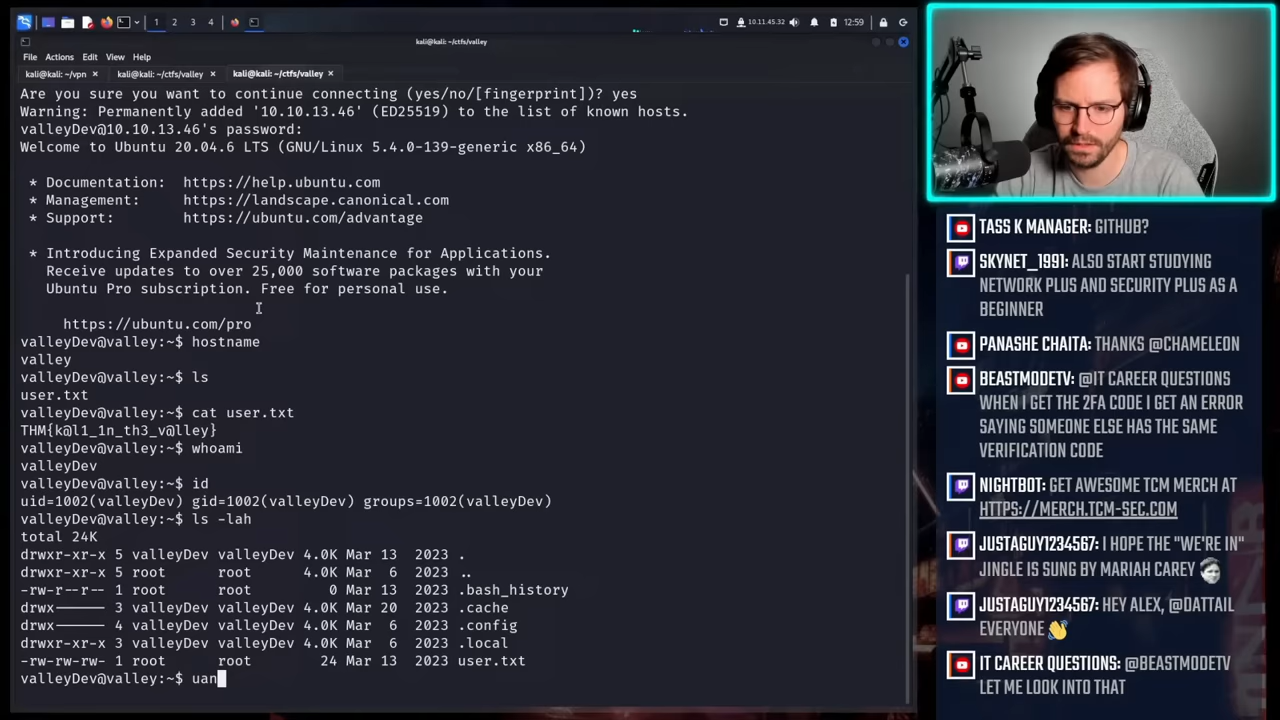 1 2 3 4
10.11.45.32
12:59
kali@kali: ~/ctfs/valley
File Actions Edit View Help
kali@kali: ~/vpn × kali@kali: ~/ctfs/valley × kali@kali: ~/ctfs/valley ×
Are you sure you want to continue connecting (yes/no/[fingerprint])? yes
Warning: Permanently added '10.10.13.46' (ED25519) to the list of known hosts.
valleyDev@10.10.13.46's password:
Welcome to Ubuntu 20.04.6 LTS (GNU/Linux 5.4.0-139-generic x86_64)
* Documentation: https://help.ubuntu.com
* Management: https://landscape.canonical.com
* Support: https://ubuntu.com/advantage
* Introducing Expanded Security Maintenance for Applications.
Receive updates to over 25,000 software packages with your
Ubuntu Pro subscription. Free for personal use.
https://ubuntu.com/pro
valleyDev@valley:~$ hostname
valley
valleyDev@valley:~$ ls
user.txt
valleyDev@valley:~$ cat user.txt
THM{k@l1_1n_th3_v@lley}
valleyDev@valley:~$ whoami
valleyDev
valleyDev@valley:~$ id
uid=1002(valleyDev) gid=1002(valleyDev) groups=1002(valleyDev)
valleyDev@valley:~$ ls -lah
total 24K
drwxr-xr-x 5 valleyDev valleyDev 4.0K Mar 13 2023 .
drwxr-xr-x 5 root root 4.0K Mar 6 2023 ..
-rw-r--r-- 1 root root 0 Mar 13 2023 .bash_history
drwx------ 3 valleyDev valleyDev 4.0K Mar 20 2023 .cache
drwx------ 4 valleyDev valleyDev 4.0K Mar 6 2023 .config
drwxr-xr-x 3 valleyDev valleyDev 4.0K Mar 6 2023 .local
-rw-rw-rw- 1 root root 24 Mar 13 2023 user.txt
valleyDev@valley:~$ uan
TASS K MANAGER: GITHUB?
SKYNET_1991: ALSO START STUDYING
NETWORK PLUS AND SECURITY PLUS AS A
BEGINNER
PANASHE CHAITA: THANKS @CHAMELEON
BEASTMODETV: @IT CAREER QUESTIONS
WHEN I GET THE 2FA CODE I GET AN ERROR
SAYING SOMEONE ELSE HAS THE SAME
VERIFICATION CODE
NIGHTBOT: GET AWESOME TCM MERCH AT
HTTPS://MERCH.TCM-SEC.COM
JUSTAGUY1234567: I HOPE THE "WE'RE IN"
JINGLE IS SUNG BY MARIAH CAREY
JUSTAGUY1234567: HEY ALEX, @DATTAIL
EVERYONE 👋
IT CAREER QUESTIONS: @BEASTMODETV
LET ME LOOK INTO THAT